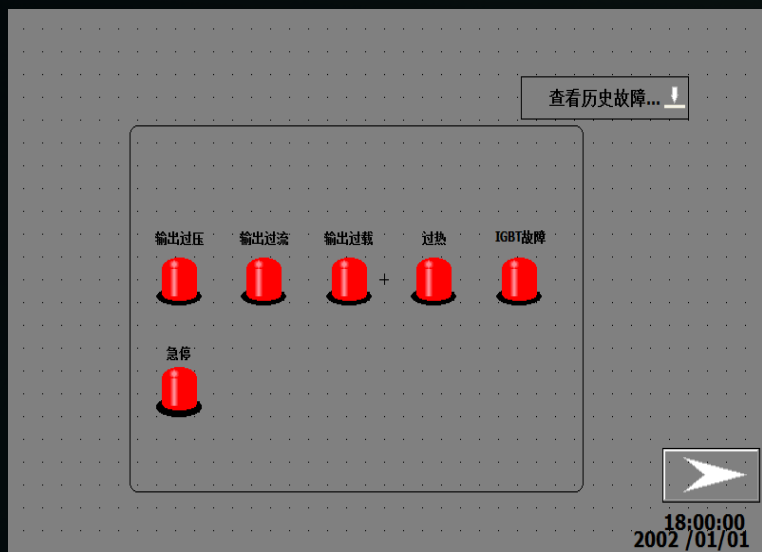 查看历史故障...
输出过压
输出过流
输出过载
过热
IGBT故障
急停
18:00:00
2002 /01/01